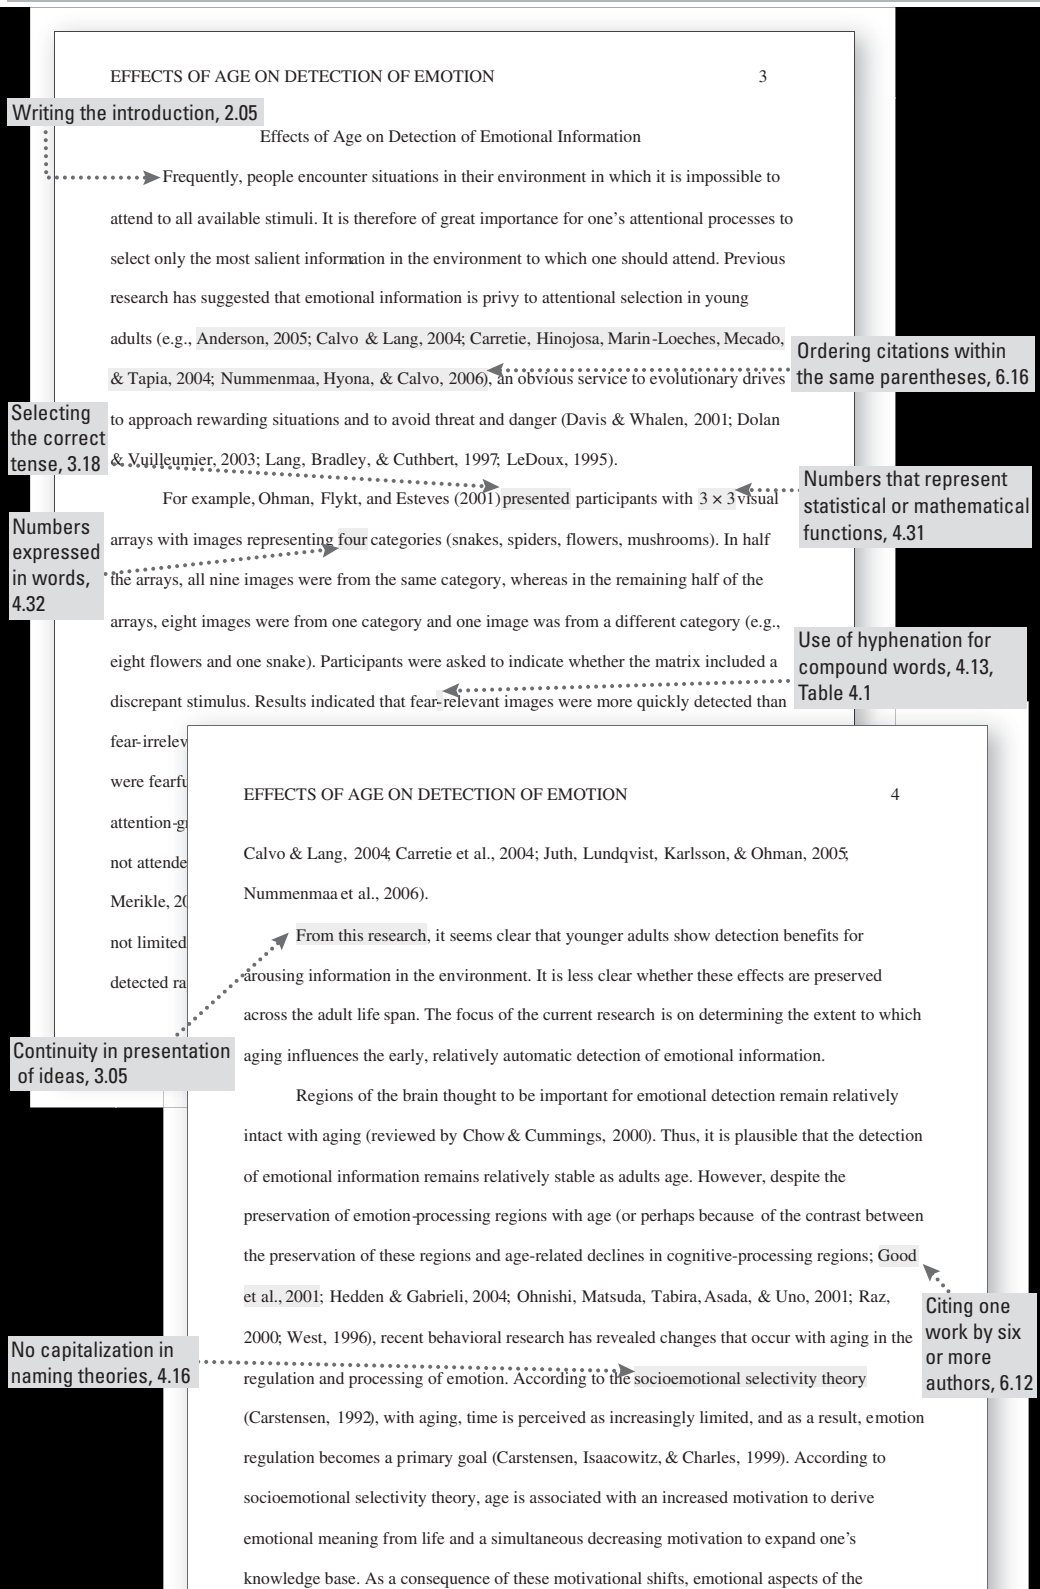 EFFECTS OF AGE ON DETECTION OF EMOTION 3
Writing the introduction, 2.05
Effects of Age on Detection of Emotional Information
Frequently, people encounter situations in their environment in which it is impossible to
attend to all available stimuli. It is therefore of great importance for one’s attentional processes to
select only the most salient information in the environment to which one should attend. Previous
research has suggested that emotional information is privy to attentional selection in young
adults (e.g., Anderson, 2005; Calvo & Lang, 2004; Carretie, Hinojosa, Marin-Loeches, Mecado,
& Tapia, 2004; Nummenmaa, Hyona, & Calvo, 2006), an obvious service to evolutionary drives
to approach rewarding situations and to avoid threat and danger (Davis & Whalen, 2001; Dolan
& Vuilleumier, 2003; Lang, Bradley, & Cuthbert, 1997; LeDoux, 1995).
Ordering citations within
the same parentheses, 6.16
Selecting
the correct
tense, 3.18
For example, Ohman, Flykt, and Esteves (2001) presented participants with 3 × 3 visual
arrays with images representing four categories (snakes, spiders, flowers, mushrooms). In half
the arrays, all nine images were from the same category, whereas in the remaining half of the
arrays, eight images were from one category and one image was from a different category (e.g.,
eight flowers and one snake). Participants were asked to indicate whether the matrix included a
discrepant stimulus. Results indicated that fear-relevant images were more quickly detected than
Numbers that represent
statistical or mathematical
functions, 4.31
Numbers
expressed
in words,
4.32
Use of hyphenation for
compound words, 4.13,
Table 4.1
fear-irrelev
were fearfu
attention-gr
not attende
Merikle, 20
not limited
detected ra
EFFECTS OF AGE ON DETECTION OF EMOTION 4
Calvo & Lang, 2004; Carretie et al., 2004; Juth, Lundqvist, Karlsson, & Ohman, 2005;
Nummenmaa et al., 2006).
From this research, it seems clear that younger adults show detection benefits for
arousing information in the environment. It is less clear whether these effects are preserved
across the adult life span. The focus of the current research is on determining the extent to which
aging influences the early, relatively automatic detection of emotional information.
Continuity in presentation
of ideas, 3.05
Regions of the brain thought to be important for emotional detection remain relatively
intact with aging (reviewed by Chow & Cummings, 2000). Thus, it is plausible that the detection
of emotional information remains relatively stable as adults age. However, despite the
preservation of emotion-processing regions with age (or perhaps because of the contrast between
the preservation of these regions and age-related declines in cognitive-processing regions; Good
et al., 2001; Hedden & Gabrieli, 2004; Ohnishi, Matsuda, Tabira, Asada, & Uno, 2001; Raz,
2000; West, 1996), recent behavioral research has revealed changes that occur with aging in the
regulation and processing of emotion. According to the socioemotional selectivity theory
(Carstensen, 1992), with aging, time is perceived as increasingly limited, and as a result, emotion
regulation becomes a primary goal (Carstensen, Isaacowitz, & Charles, 1999). According to
socioemotional selectivity theory, age is associated with an increased motivation to derive
emotional meaning from life and a simultaneous decreasing motivation to expand one’s
knowledge base. As a consequence of these motivational shifts, emotional aspects of the
Citing one
work by six
or more
authors, 6.12
No capitalization in
naming theories, 4.16